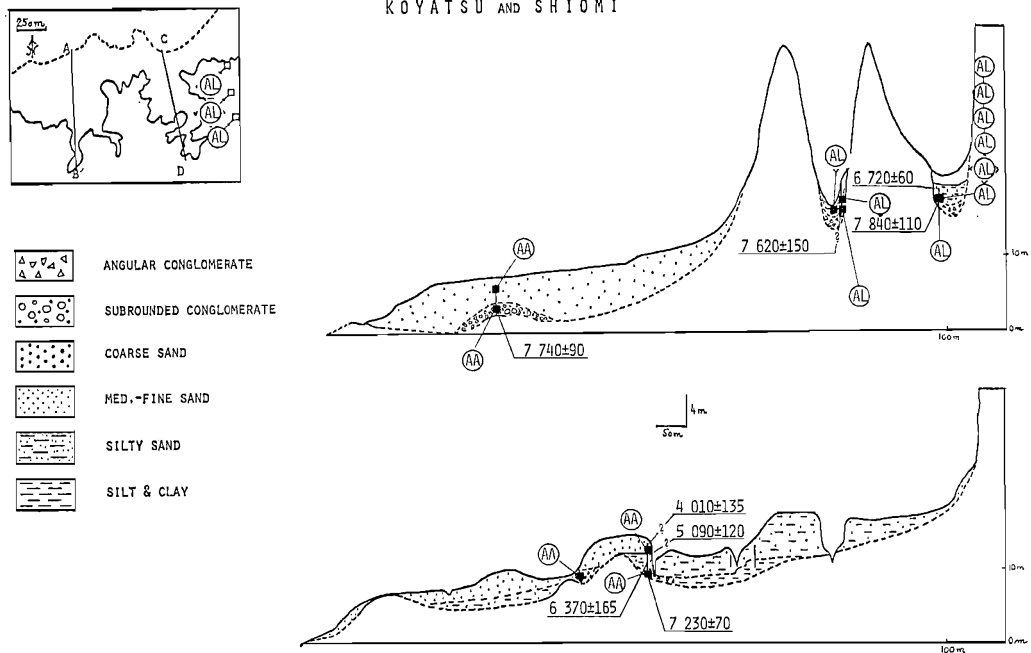 KOYATSU AND SHIOMI
250m
A
C
B'
D
AL
AL
AL
ANGULAR CONGLOMERATE
SUBROUNDED CONGLOMERATE
COARSE SAND
MED.-FINE SAND
SILTY SAND
SILT & CLAY
AL
AL
AL
AL
AL
AL
AL
6 720±60
AL
7 840±110
7 620±150
AL
AL
10m
0m
100m
AA
AA
7 740±90
4m
50m
4 010±135
?
5 090±120
?
AA
AA
AA
6 370±165
7 230±70
10m
0m
100m